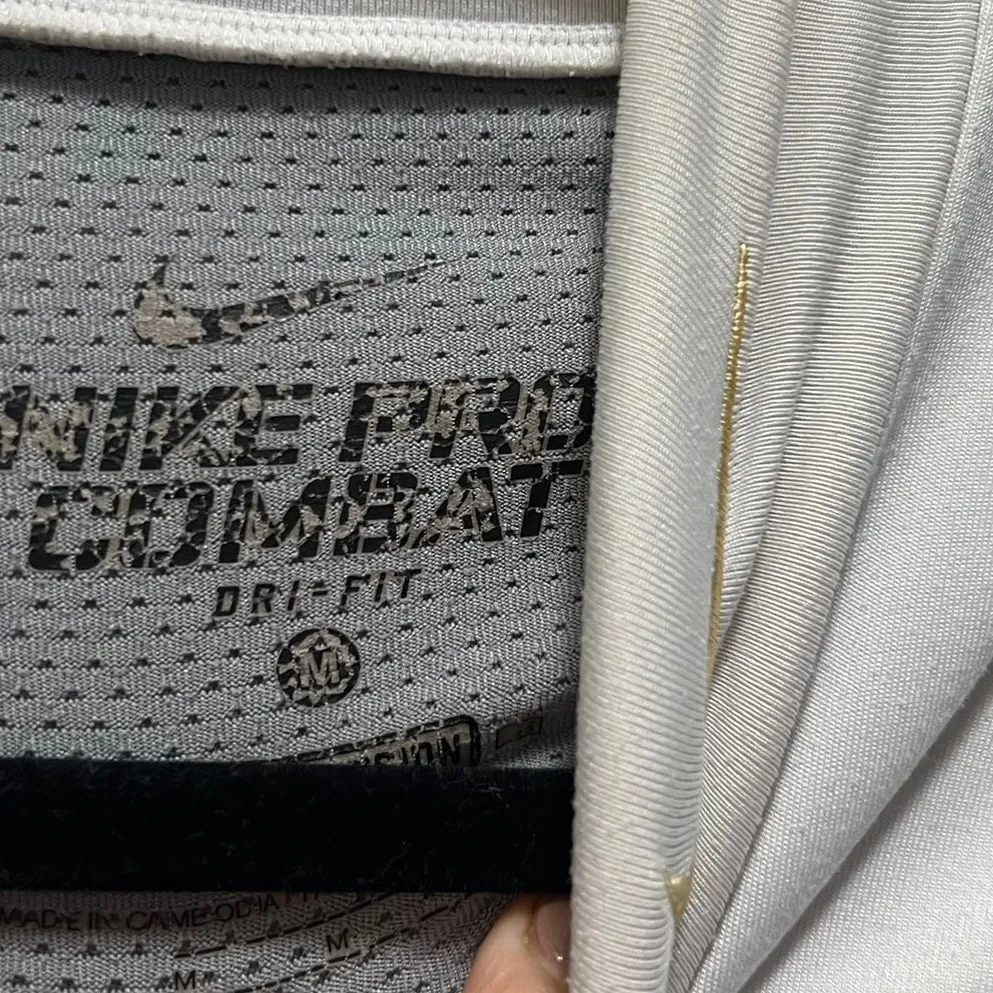 NIKE PRO
COMBAT
DRI-FIT
M
MADE IN CAMBODIA
M
M